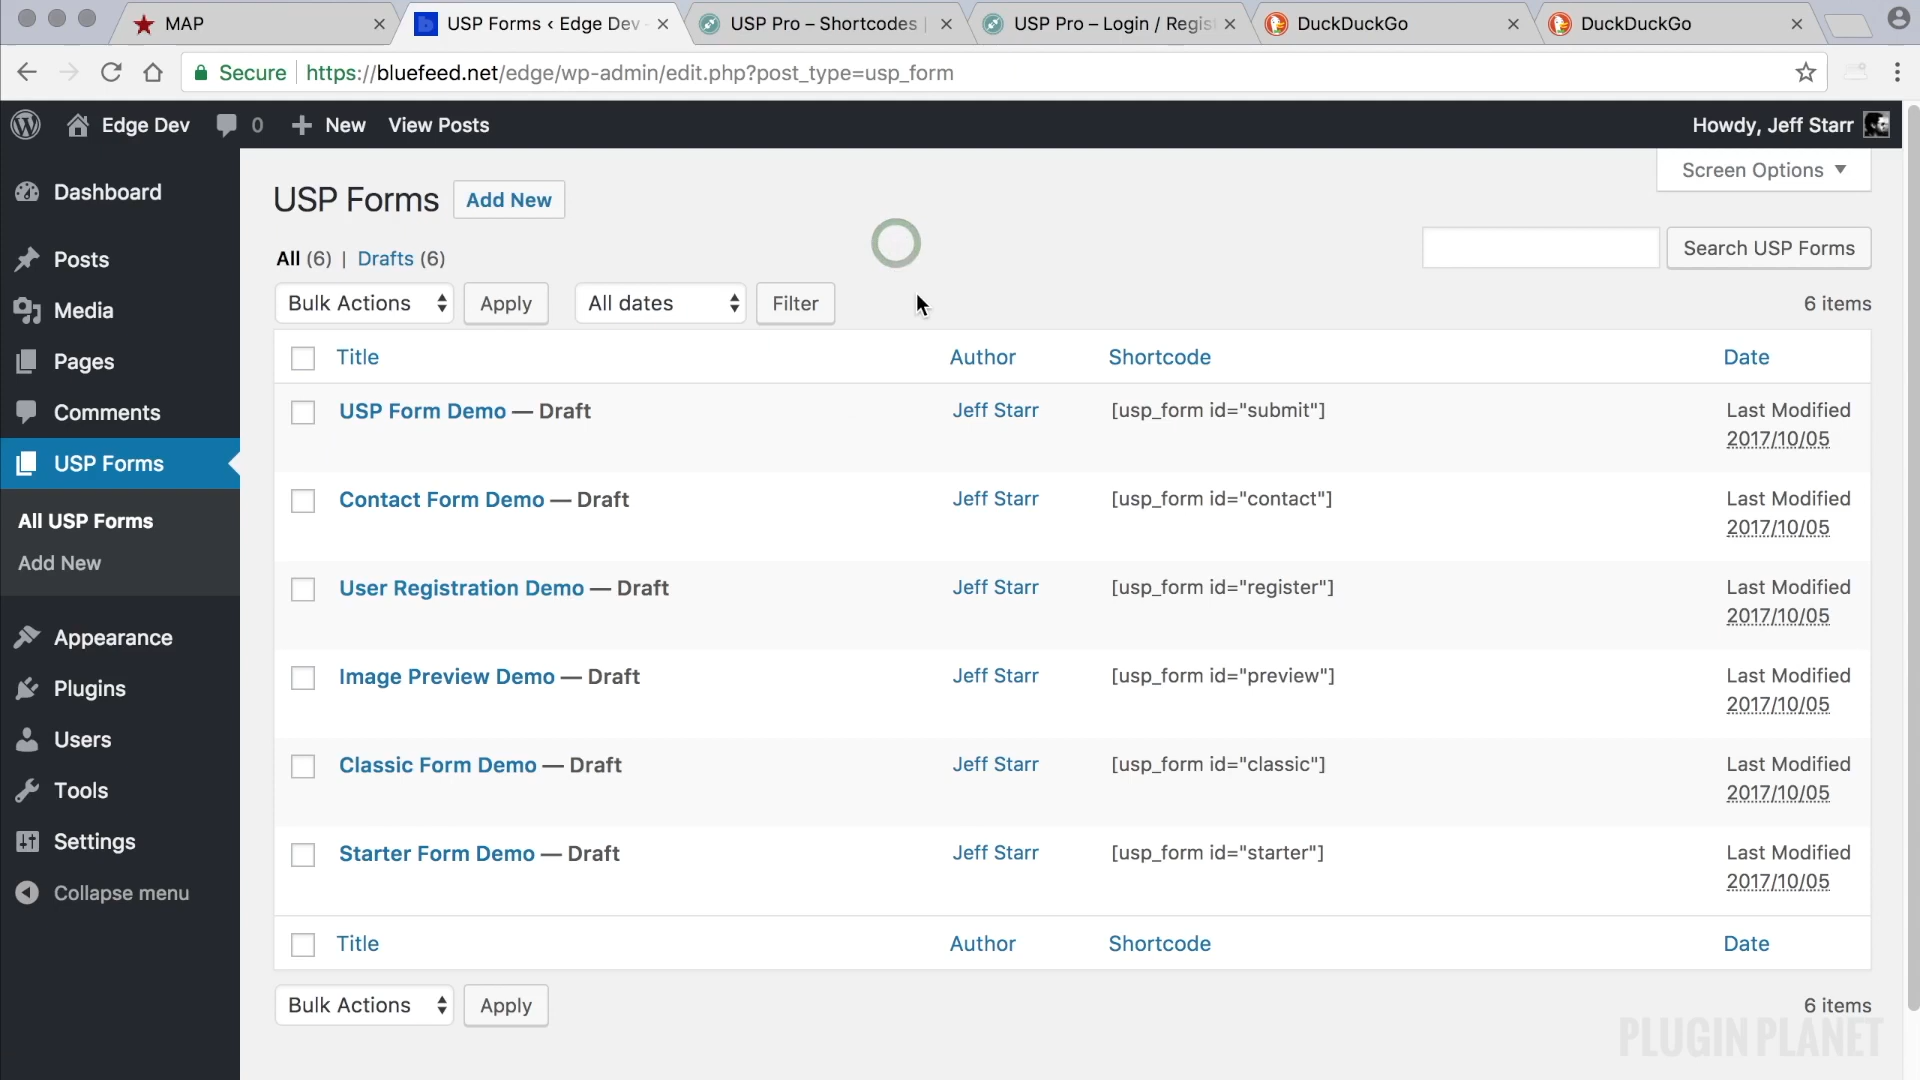 MAP
USP Forms ‹ Edge Dev
USP Pro – Shortcodes
USP Pro – Login / Regis
DuckDuckGo
DuckDuckGo
Secure
https://bluefeed.net/edge/wp-admin/edit.php?post_type=usp_form
Edge Dev 0 New View Posts
Howdy, Jeff Starr
Dashboard
Posts
Media
Pages
Comments
USP Forms
All USP Forms
Add New
Appearance
Plugins
Users
Tools
Settings
Collapse menu
Screen Options
USP Forms Add New
All (6) | Drafts (6)
Search USP Forms
Bulk Actions Apply All dates Filter
6 items
Title Author Shortcode Date
USP Form Demo — Draft Jeff Starr [usp_form id="submit"] Last Modified
2017/10/05
Contact Form Demo — Draft Jeff Starr [usp_form id="contact"] Last Modified
2017/10/05
User Registration Demo — Draft Jeff Starr [usp_form id="register"] Last Modified
2017/10/05
Image Preview Demo — Draft Jeff Starr [usp_form id="preview"] Last Modified
2017/10/05
Classic Form Demo — Draft Jeff Starr [usp_form id="classic"] Last Modified
2017/10/05
Starter Form Demo — Draft Jeff Starr [usp_form id="starter"] Last Modified
2017/10/05
Title Author Shortcode Date
Bulk Actions Apply
6 items
PLUGIN PLANET